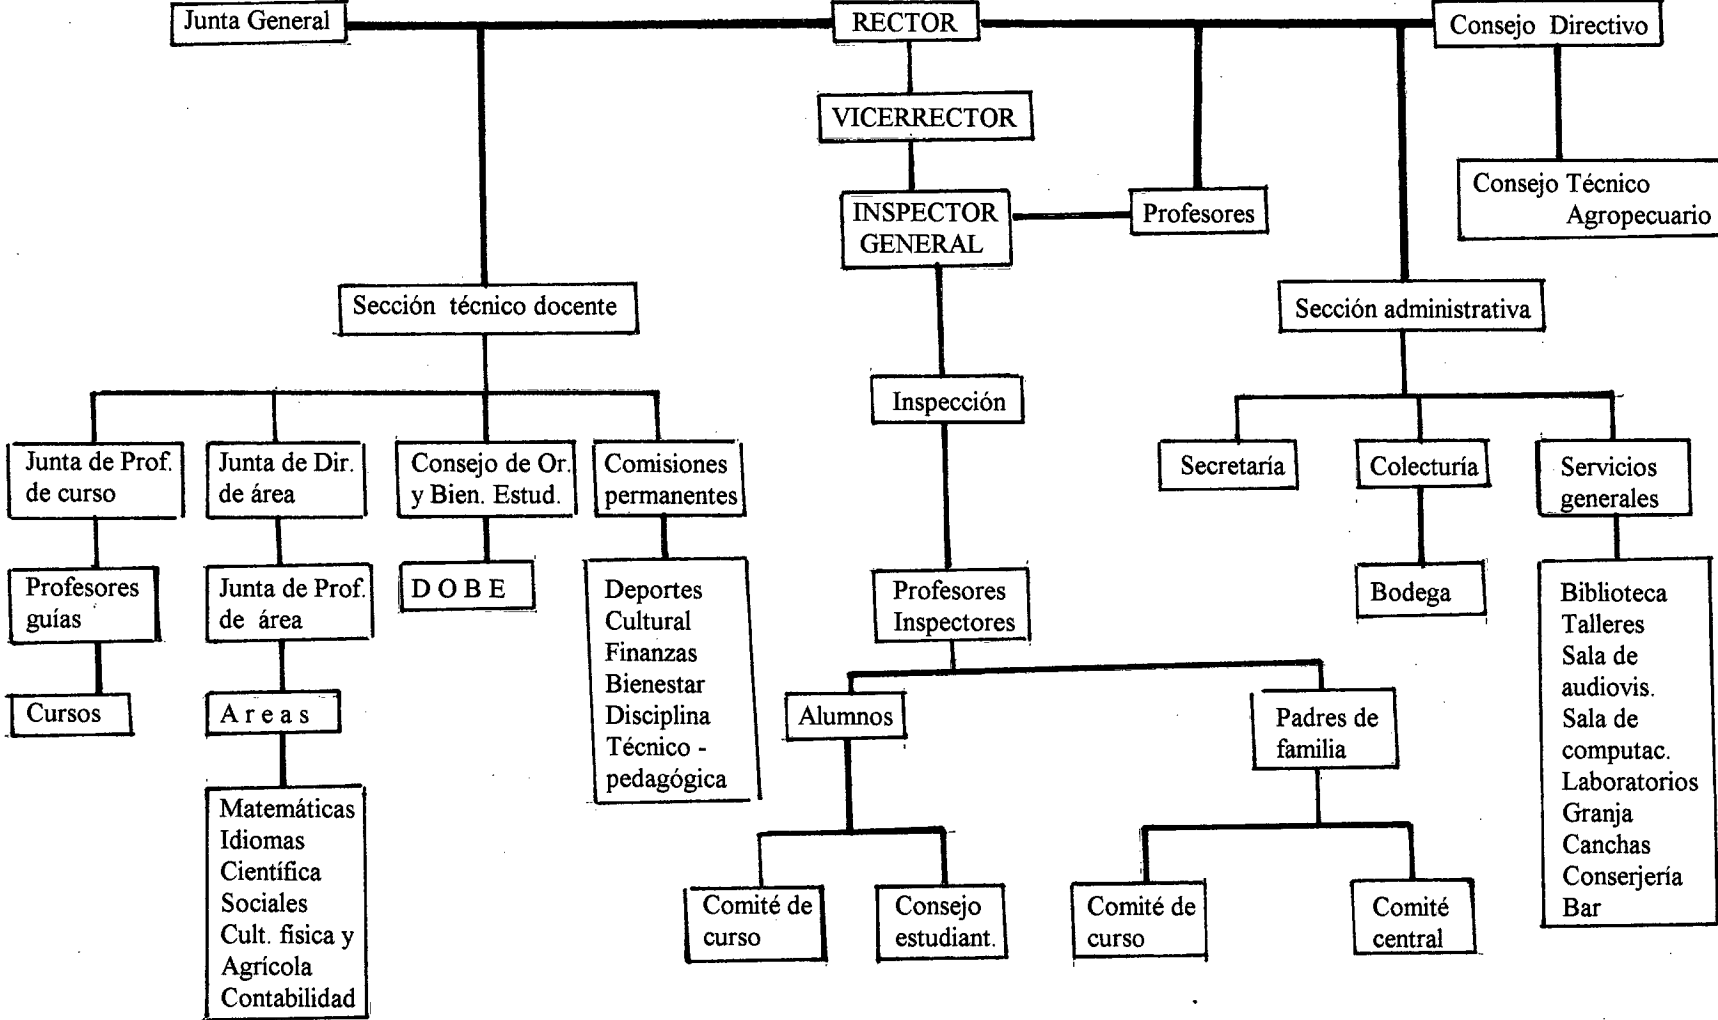 Junta General
RECTOR
Consejo Directivo
VICERRECTOR
Consejo Técnico
Agropecuario
INSPECTOR
GENERAL
Profesores
Sección técnico docente
Sección administrativa
Inspección
Junta de Prof.
de curso
Junta de Dir.
de área
Consejo de Or.
y Bien. Estud.
Comisiones
permanentes
Secretaría
Colecturía
Servicios
generales
Profesores
guías
Junta de Prof.
de área
D O B E
Deportes
Cultural
Finanzas
Bienestar
Disciplina
Técnico -
pedagógica
Profesores
Inspectores
Bodega
Biblioteca
Talleres
Sala de
audiovis.
Sala de
computac.
Laboratorios
Granja
Canchas
Conserjería
Bar
Cursos
A r e a s
Alumnos
Padres de
familia
Matemáticas
Idiomas
Científica
Sociales
Cult. física y
Agrícola
Contabilidad
Comité de
curso
Consejo
estudiant.
Comité de
curso
Comité
central